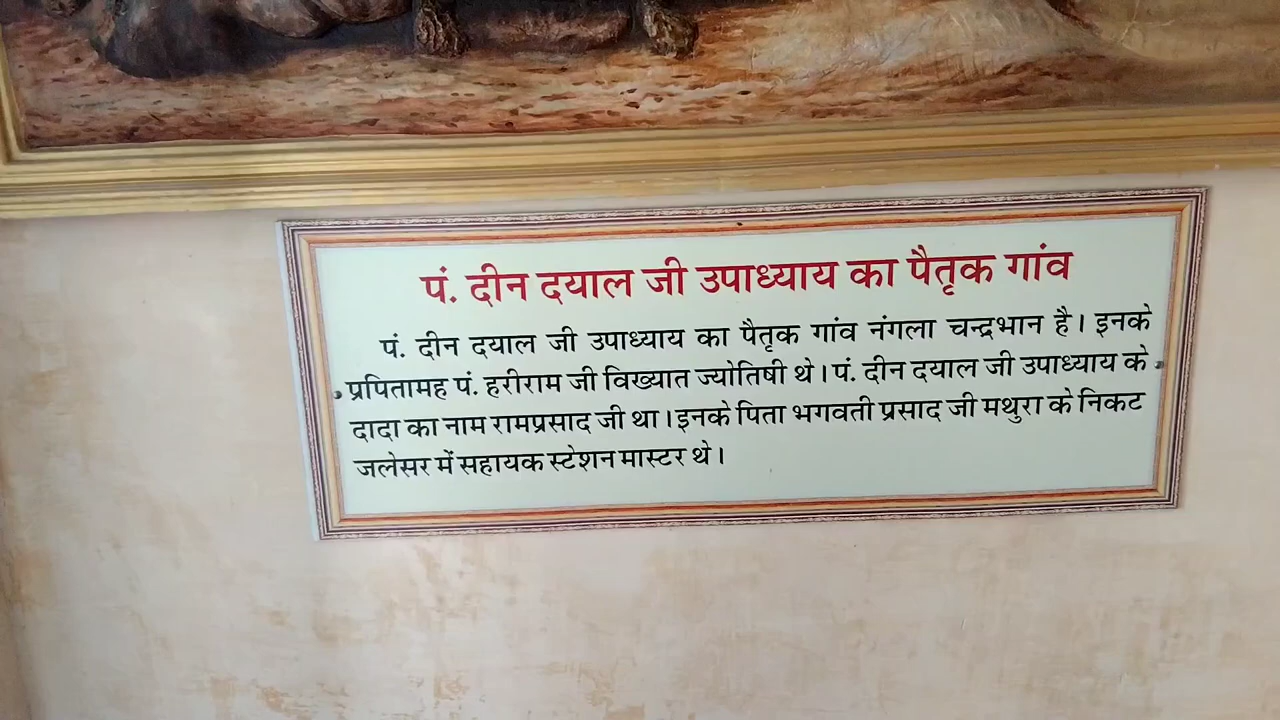 पं. दीन दयाल जी उपाध्याय का पैतृक गांव
पं. दीन दयाल जी उपाध्याय का पैतृक गांव नंगला चन्द्रभान है। इनके
प्रपितामह पं. हरीराम जी विख्यात ज्योतिषी थे। पं. दीन दयाल जी उपाध्याय के
दादा का नाम रामप्रसाद जी था। इनके पिता भगवती प्रसाद जी मथुरा के निकट
जलेसर में सहायक स्टेशन मास्टर थे।